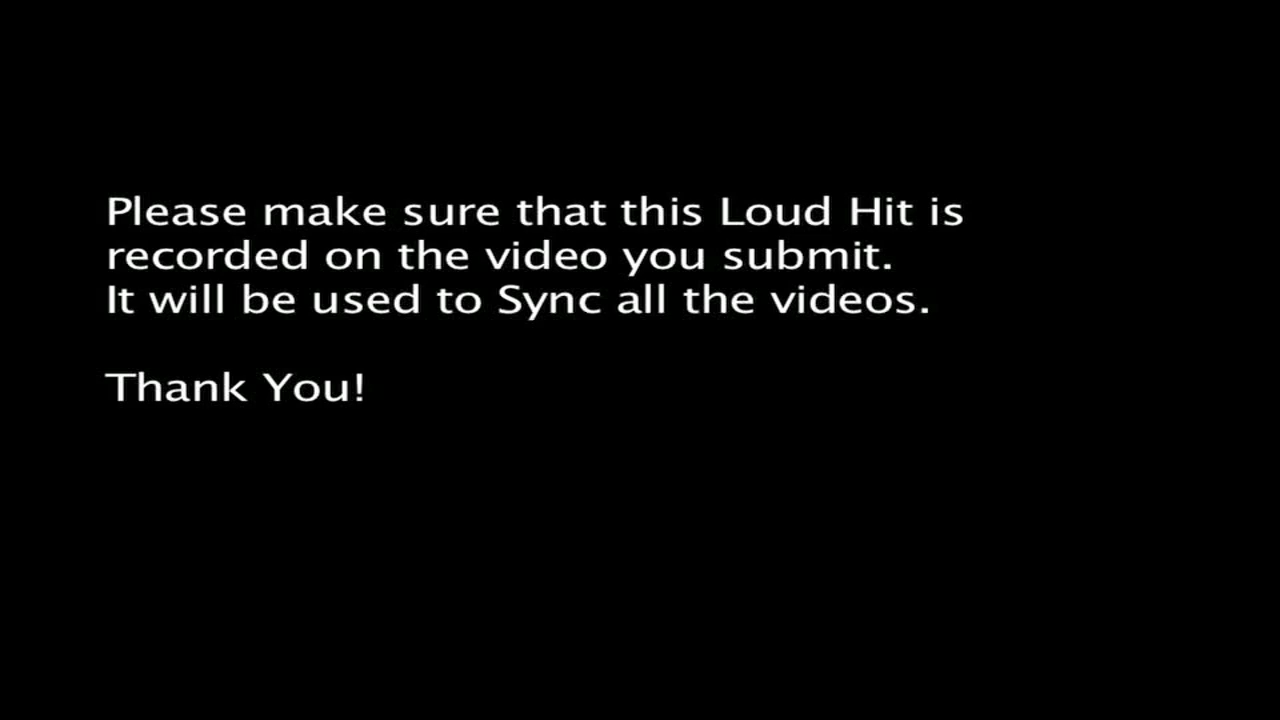 Please make sure that this Loud Hit is
recorded on the video you submit.
It will be used to Sync all the videos.
Thank You!